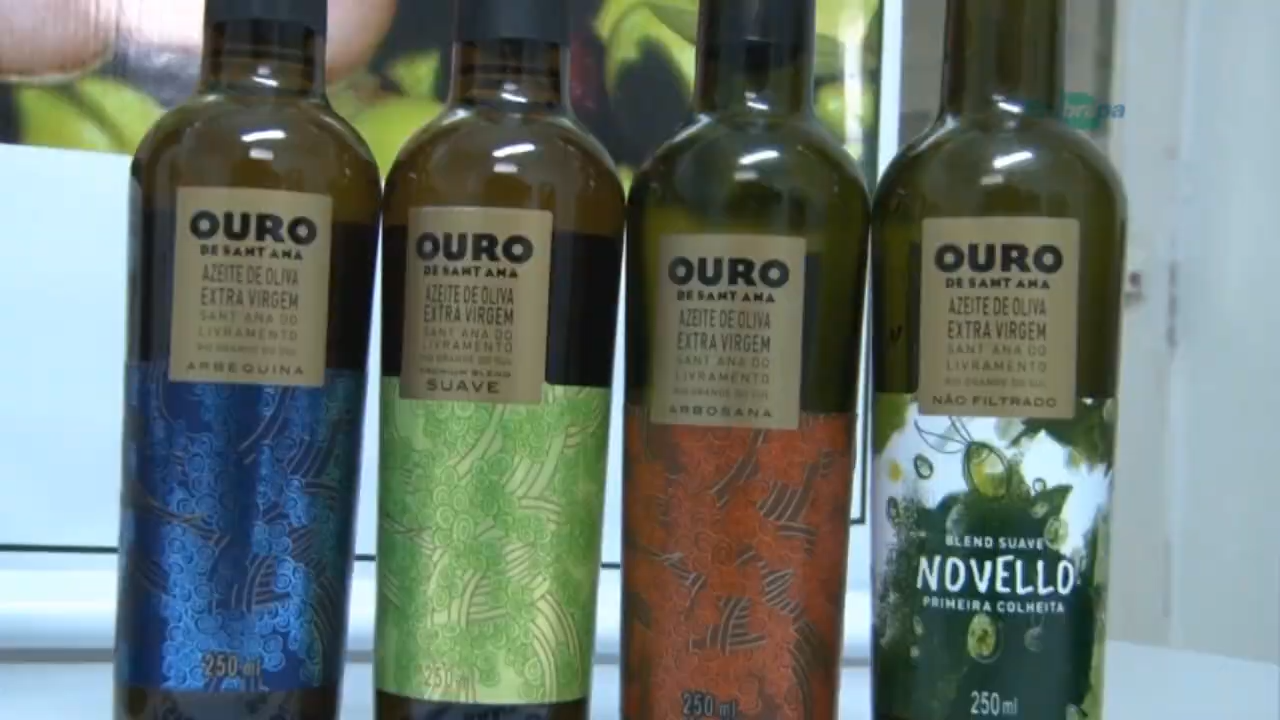 OURO
DE SANT ANA
AZEITE DE OLIVA
EXTRA VIRGEM
SANT ANA DO
LIVRAMENTO
RIO GRANDE DO SUL
ARBEQUINA
250 ml
OURO
DE SANT ANA
AZEITE DE OLIVA
EXTRA VIRGEM
SANT ANA DO
LIVRAMENTO
RIO GRANDE DO SUL
PREMIUM BLEND
SUAVE
250 ml
OURO
DE SANT ANA
AZEITE DE OLIVA
EXTRA VIRGEM
SANT ANA DO
LIVRAMENTO
RIO GRANDE DO SUL
ARBOSANA
250 ml
OURO
DE SANT ANA
AZEITE DE OLIVA
EXTRA VIRGEM
SANT ANA DO
LIVRAMENTO
RIO GRANDE DO SUL
NÃO FILTRADO
BLEND SUAVE
NOVELLO
PRIMEIRA COLHEITA
250 ml